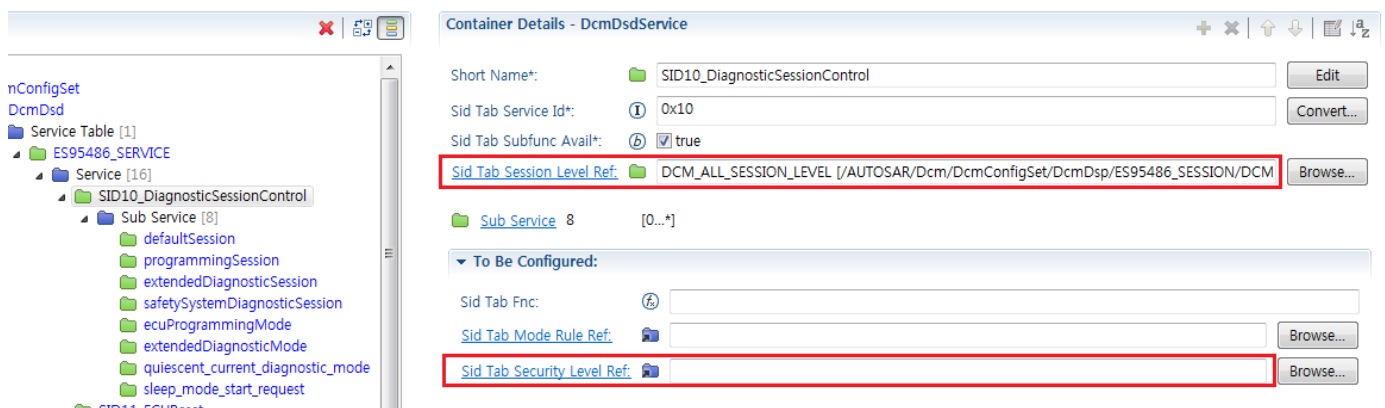 Container Details - DcmDsdService
nConfigSet
DcmDsd
Service Table [1]
ES95486_SERVICE
Service [16]
SID10_DiagnosticSessionControl
Sub Service [8]
defaultSession
programmingSession
extendedDiagnosticSession
safetySystemDiagnosticSession
ecuProgrammingMode
extendedDiagnosticMode
quiescent_current_diagnostic_mode
sleep_mode_start_request
Short Name*: SID10_DiagnosticSessionControl Edit
Sid Tab Service Id*: 0x10 Convert...
Sid Tab Subfunc Avail*: true
Sid Tab Session Level Ref: DCM_ALL_SESSION_LEVEL [/AUTOSAR/Dcm/DcmConfigSet/DcmDsp/ES95486_SESSION/DCM Browse...
Sub Service 8 [0...*]
To Be Configured:
Sid Tab Fnc:
Sid Tab Mode Rule Ref: Browse...
Sid Tab Security Level Ref: Browse...